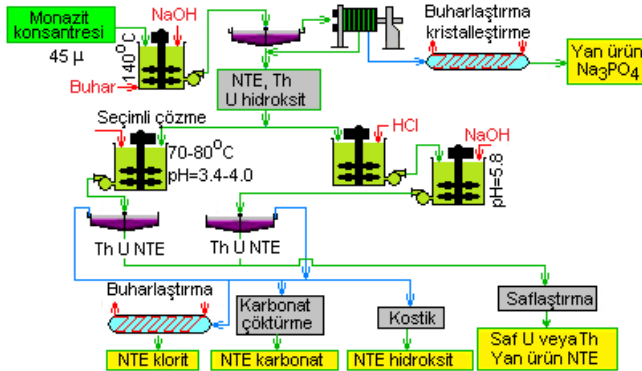 Monazit
konsantresi
45 µ
NaOH
140°C
Buhar
Buharlaştırma
kristalleştirme
Yan ürün
Na₃PO₄
NTE, Th
U hidroksit
Seçimli çözme
70-80°C
pH=3.4-4.0
HCl
NaOH
pH=5.8
Th U NTE
Th U NTE
Buharlaştırma
Karbonat
çöktürme
Kostik
Saflaştırma
NTE klorit
NTE karbonat
NTE hidroksit
Saf U veya Th
Yan ürün NTE